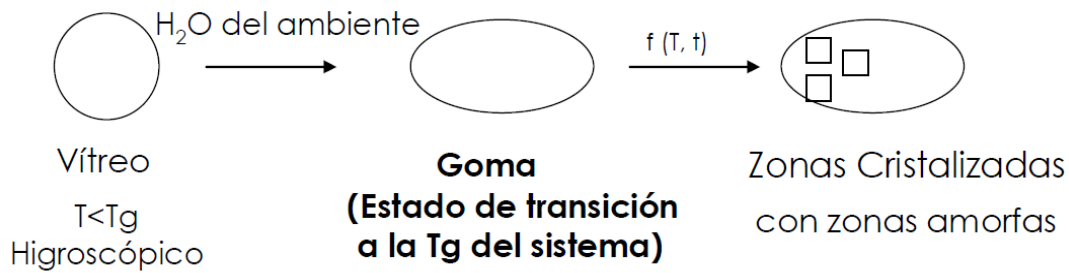 H₂O del ambiente
f (T, t)
Vítreo
T<Tg
Higroscópico
Goma
(Estado de transición
a la Tg del sistema)
Zonas Cristalizadas
con zonas amorfas